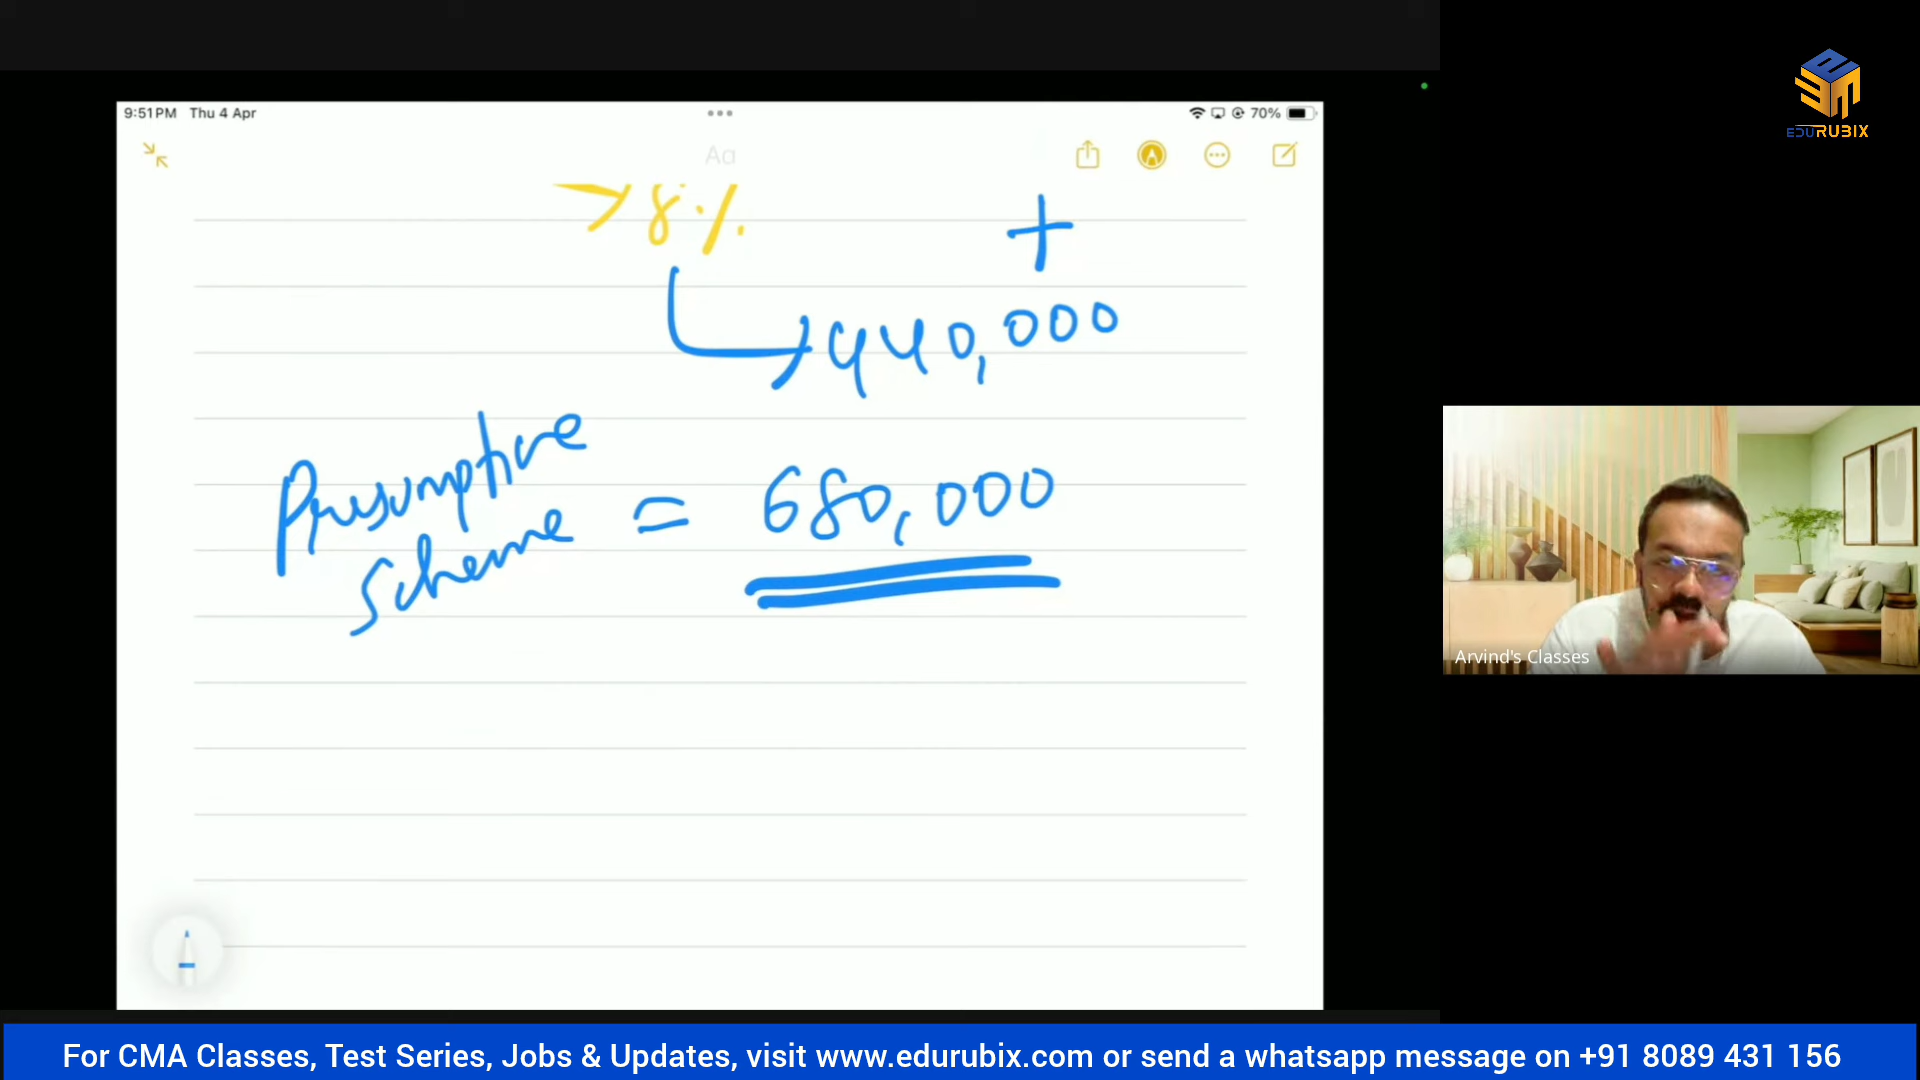 9:51 PM Thu 4 Apr
70%
Aa
8%
+
440,000
Presumptive
Scheme = 680,000
EDURUBIX
Arvind's Classes
For CMA Classes, Test Series, Jobs & Updates, visit www.edurubix.com or send a whatsapp message on +91 8089 431 156